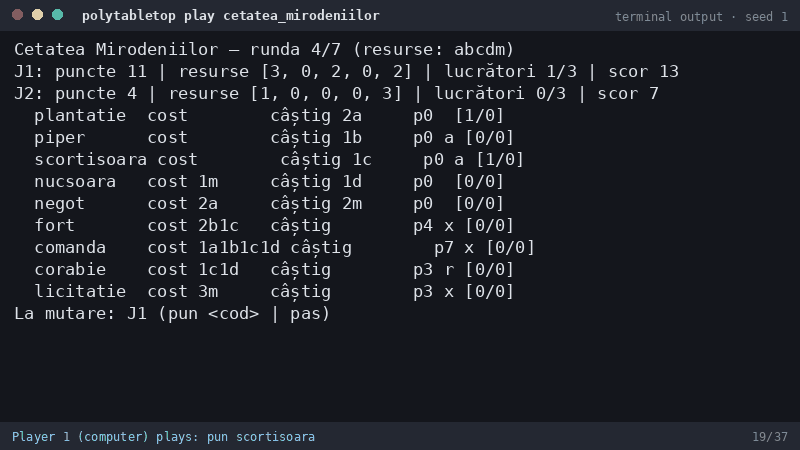 polytabletop play cetatea_mirodeniilor
terminal output · seed 1
Cetatea Mirodeniilor — runda 4/7 (resurse: abcdm)
J1: puncte 11 | resurse [3, 0, 2, 0, 2] | lucrători 1/3 | scor 13
J2: puncte 4 | resurse [1, 0, 0, 0, 3] | lucrători 0/3 | scor 7
plantatie cost câștig 2a p0 [1/0]
piper cost câștig 1b p0 a [0/0]
scortisoara cost câștig 1c p0 a [1/0]
nucsoara cost 1m câștig 1d p0 [0/0]
negot cost 2a câștig 2m p0 [0/0]
fort cost 2b1c câștig p4 x [0/0]
comanda cost 1a1b1c1d câștig p7 x [0/0]
corabie cost 1c1d câștig p3 r [0/0]
licitatie cost 3m câștig p3 x [0/0]
La mutare: J1 (pun <cod> | pas)
Player 1 (computer) plays: pun scortisoara
19/37